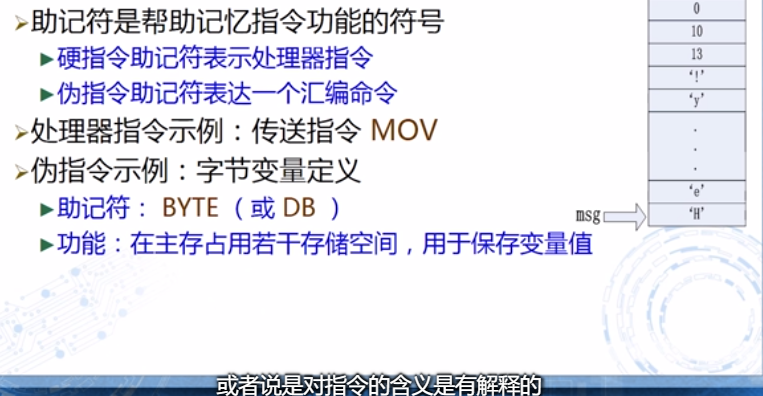 助记符是帮助记忆指令功能的符号
硬指令助记符表示处理器指令
伪指令助记符表达一个汇编命令
处理器指令示例：传送指令 MOV
伪指令示例：字节变量定义
助记符： BYTE （或 DB ）
功能：在主存占用若干存储空间，用于保存变量值
0
10
13
‘!’
‘y’
.
.
.
‘e’
msg ‘H’
或者说是对指令的含义是有解释的